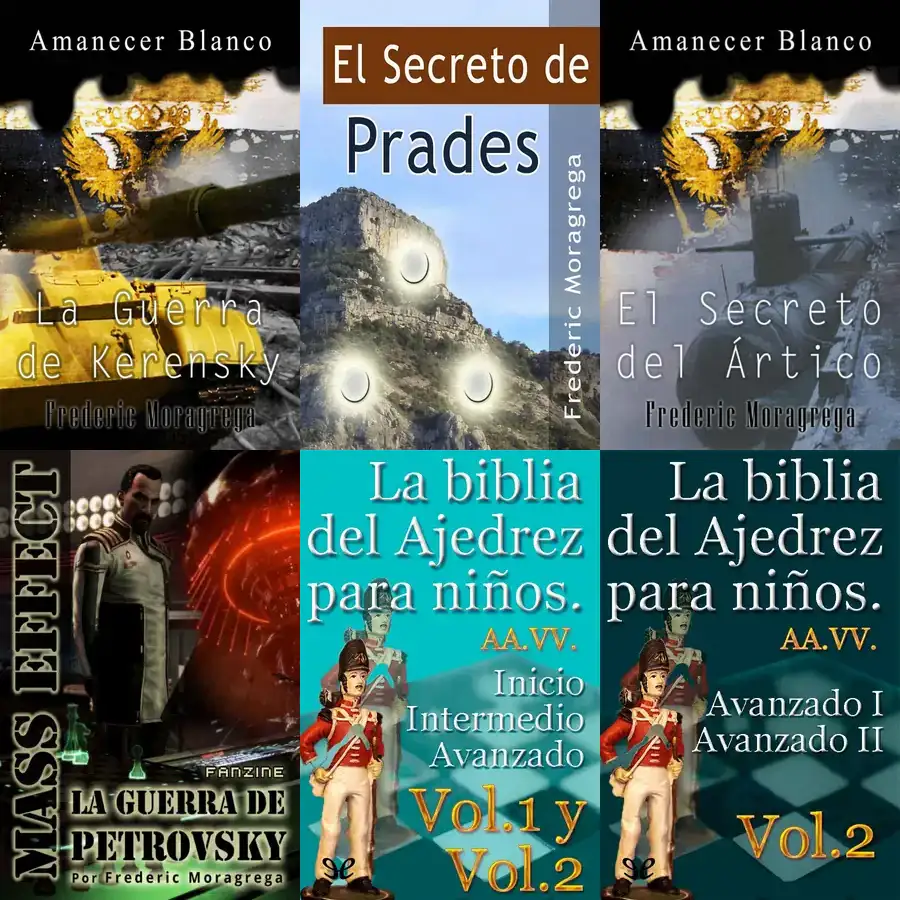 Amanecer Blanco
La Guerra
de Kerensky
Frederic Moragrega
El Secreto de
Prades
Frederic Moragrega
Amanecer Blanco
El Secreto
del Ártico
Frederic Moragrega
MASS EFFECT
FANZINE
LA GUERRA DE
PETROVSKY
Por Frederic Moragrega
La biblia
del Ajedrez
para niños.
AA.VV.
Inicio
Intermedio
Avanzado
Vol.1 y
Vol.2
La biblia
del Ajedrez
para niños.
AA.VV.
Avanzado I
Avanzado II
Vol.2